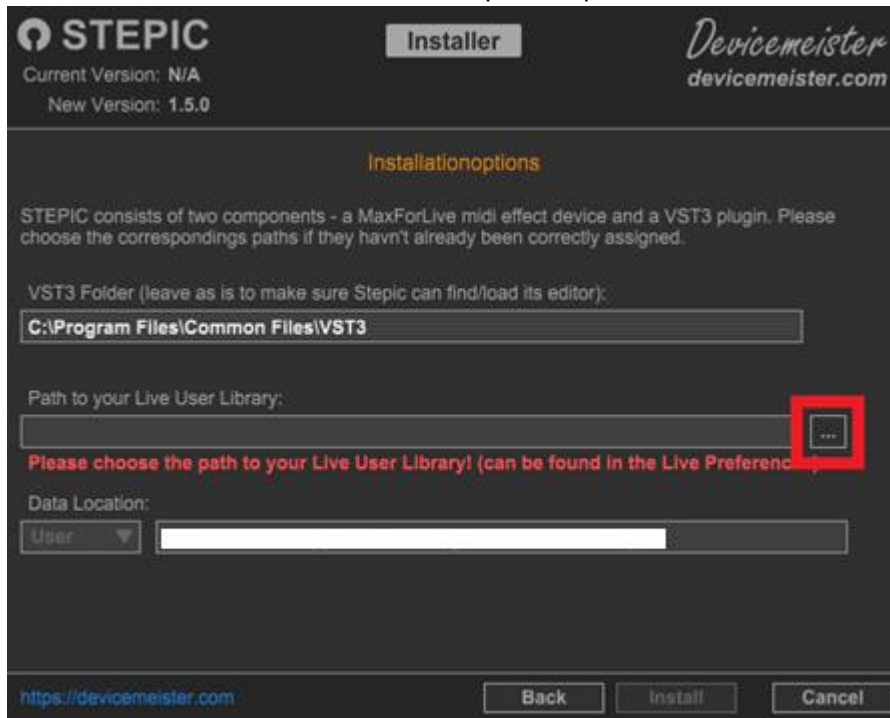 STEPIC
Installer
Devicemeister
devicemeister.com
Current Version: N/A
New Version: 1.5.0
Installationoptions
STEPIC consists of two components - a MaxForLive midi effect device and a VST3 plugin. Please
choose the correspondings paths if they havn't already been correctly assigned.
VST3 Folder (leave as is to make sure Stepic can find/load its editor):
C:\Program Files\Common Files\VST3
Path to your Live User Library:
...
Please choose the path to your Live User Library! (can be found in the Live
Data Location:
User
https://devicemeister.com
Back
Install
Cancel